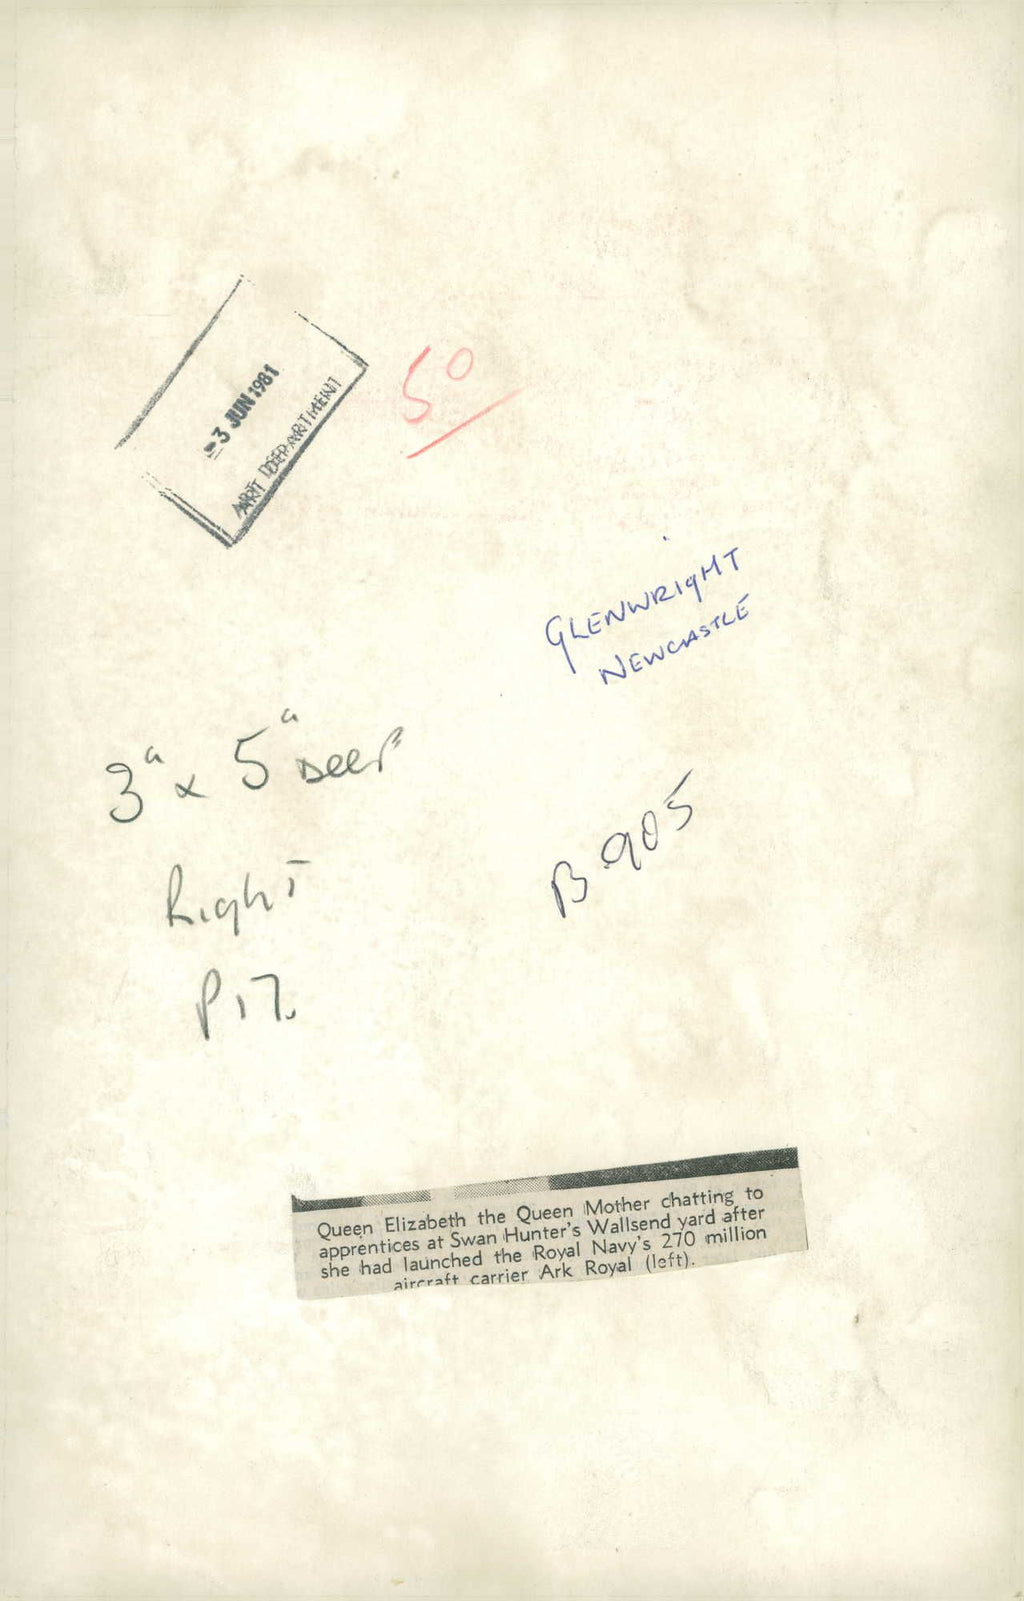 -3 JUN 1981
ART DEPARTMENT
50
GLENWRIGHT
NEWCASTLE
3" x 5" DEEP
Right
P17.
B-905
Queen Elizabeth the Queen Mother chatting to
apprentices at Swan Hunter's Wallsend yard after
she had launched the Royal Navy's 270 million
aircraft carrier Ark Royal (left).